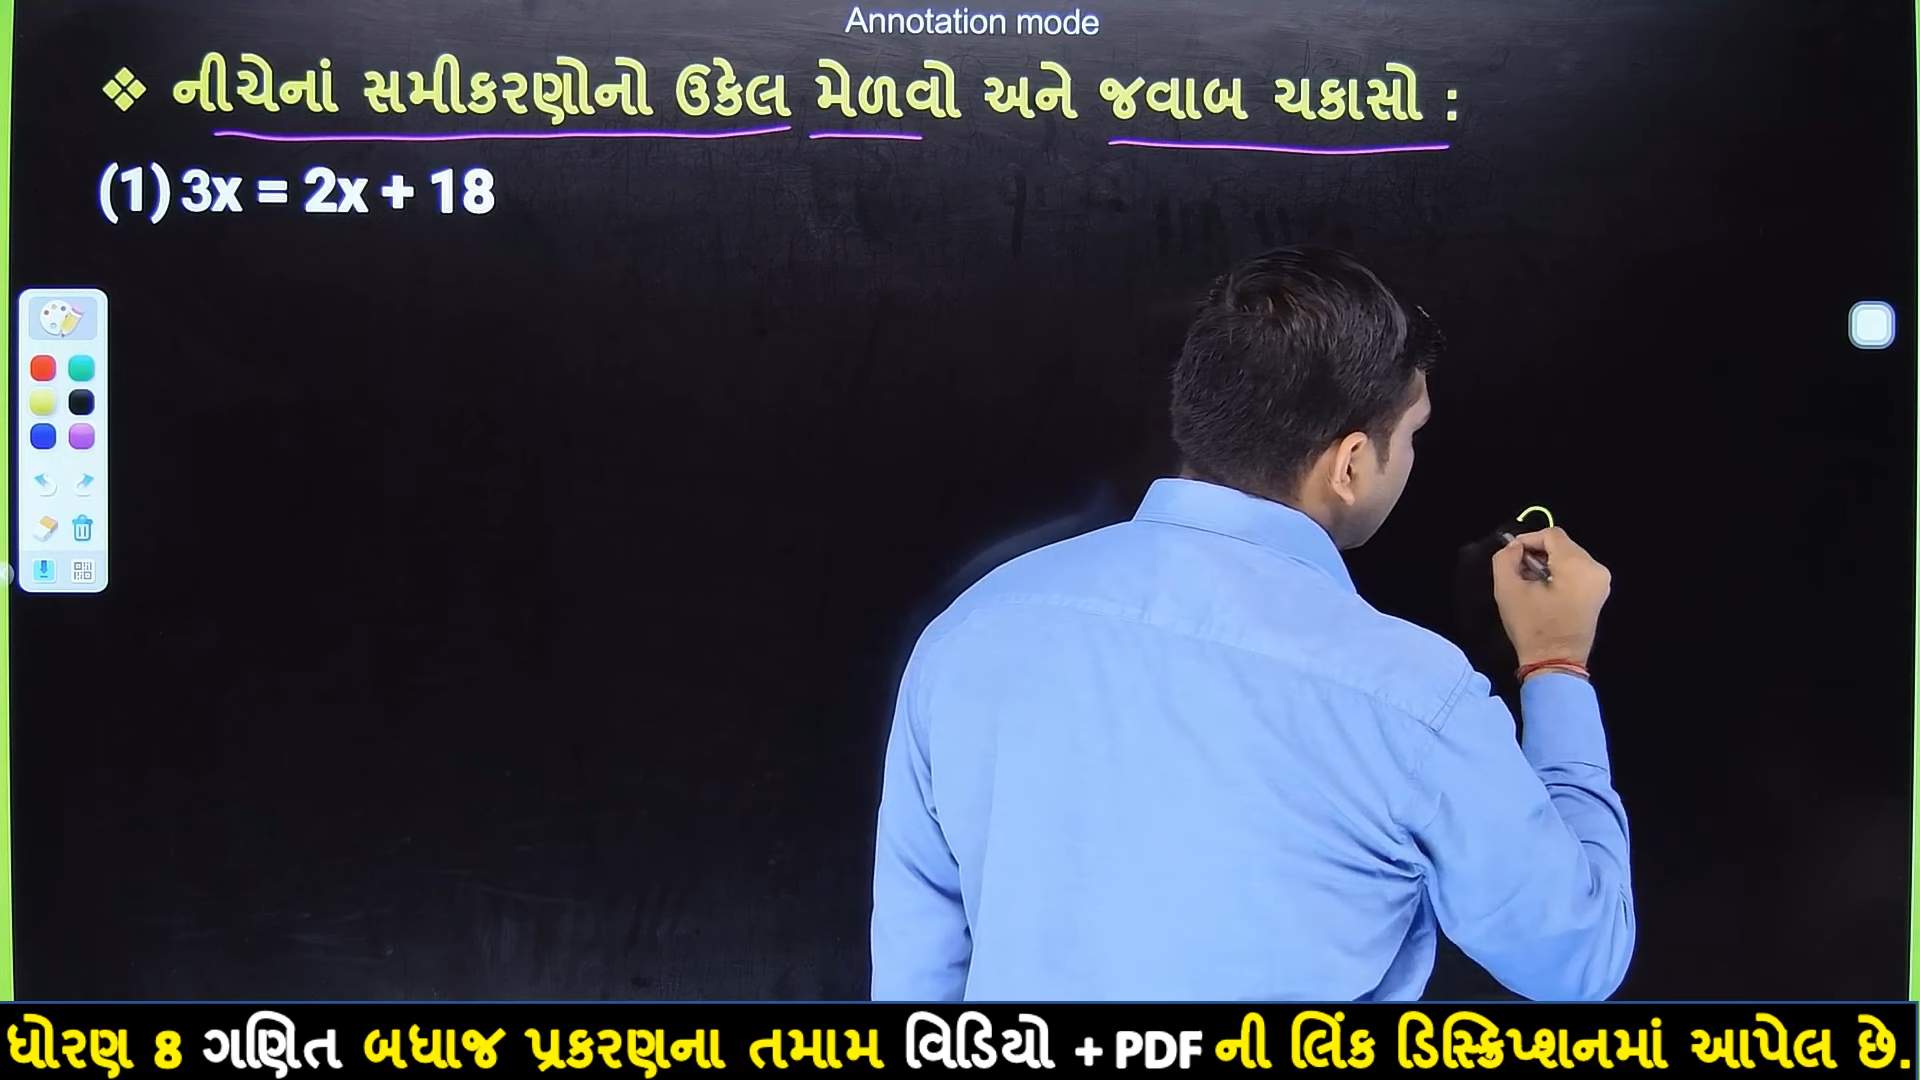 Annotation mode
❖ નીચેનાં સમીકરણોનો ઉકેલ મેળવો અને જવાબ ચકાસો :
(1) 3x = 2x + 18
ધોરણ 8 ગણિત બધાજ પ્રકરણના તમામ વિડિયો + PDF ની લિંક ડિસ્ક્રિપ્શનમાં આપેલ છે.